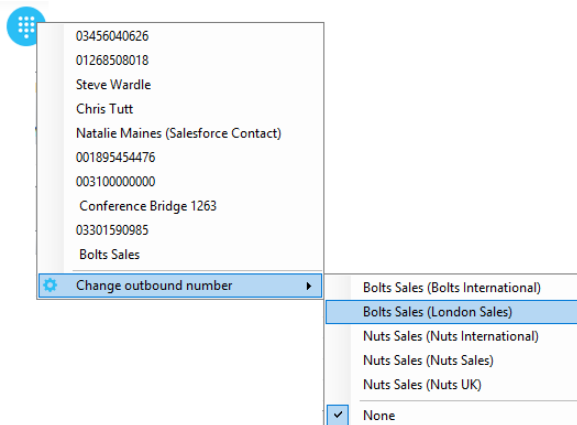 03456040626
01268508018
Steve Wardle
Chris Tutt
Natalie Maines (Salesforce Contact)
001895454476
003100000000
Conference Bridge 1263
03301590985
Bolts Sales
Change outbound number
Bolts Sales (Bolts International)
Bolts Sales (London Sales)
Nuts Sales (Nuts International)
Nuts Sales (Nuts Sales)
Nuts Sales (Nuts UK)
None